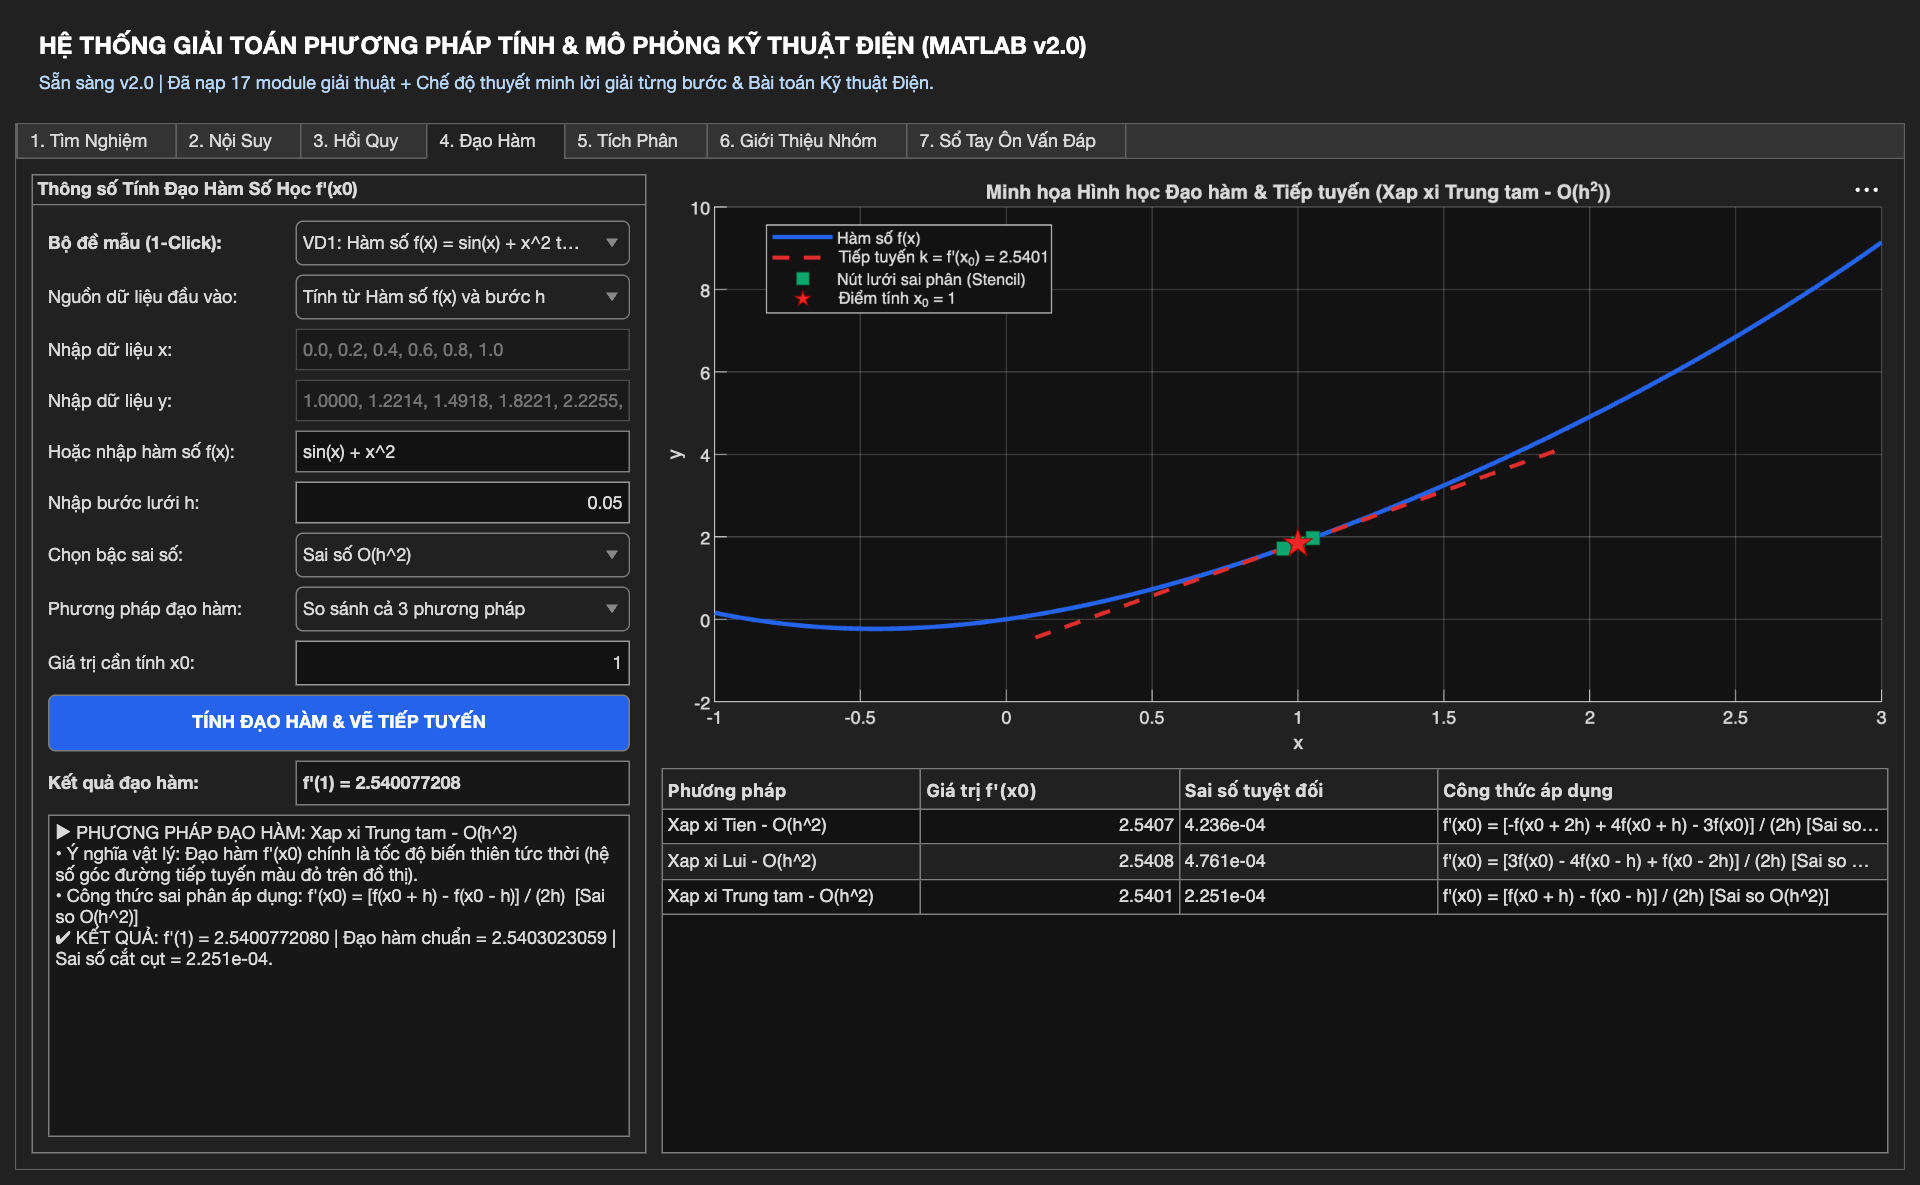 HỆ THỐNG GIẢI TOÁN PHƯƠNG PHÁP TÍNH & MÔ PHỎNG KỸ THUẬT ĐIỆN (MATLAB v2.0)
Sẵn sàng v2.0 | Đã nạp 17 module giải thuật + Chế độ thuyết minh lời giải từng bước & Bài toán Kỹ thuật Điện.
1. Tìm Nghiệm
2. Nội Suy
3. Hồi Quy
4. Đạo Hàm
5. Tích Phân
6. Giới Thiệu Nhóm
7. Sổ Tay Ôn Vấn Đáp
Thông số Tính Đạo Hàm Số Học f'(x0)
Bộ đề mẫu (1-Click):
VD1: Hàm số f(x) = sin(x) + x^2 t...
Nguồn dữ liệu đầu vào:
Tính từ Hàm số f(x) và bước h
Nhập dữ liệu x:
0.0, 0.2, 0.4, 0.6, 0.8, 1.0
Nhập dữ liệu y:
1.0000, 1.2214, 1.4918, 1.8221, 2.2255,
Hoặc nhập hàm số f(x):
sin(x) + x^2
Nhập bước lưới h:
0.05
Chọn bậc sai số:
Sai số O(h^2)
Phương pháp đạo hàm:
So sánh cả 3 phương pháp
Giá trị cần tính x0:
1
TÍNH ĐẠO HÀM & VẼ TIẾP TUYẾN
Kết quả đạo hàm:
f'(1) = 2.540077208
▶ PHƯƠNG PHÁP ĐẠO HÀM: Xap xi Trung tam - O(h^2)
• Ý nghĩa vật lý: Đạo hàm f'(x0) chính là tốc độ biến thiên tức thời (hệ
số góc đường tiếp tuyến màu đỏ trên đồ thị).
• Công thức sai phân áp dụng: f'(x0) = [f(x0 + h) - f(x0 - h)] / (2h)  [Sai
so O(h^2)]
✔ KẾT QUẢ: f'(1) = 2.5400772080 | Đạo hàm chuẩn = 2.5403023059 |
Sai số cắt cụt = 2.251e-04.
Minh họa Hình học Đạo hàm & Tiếp tuyến (Xap xi Trung tam - O(h²))
...
Hàm số f(x)
Tiếp tuyến k = f'(x₀) = 2.5401
Nút lưới sai phân (Stencil)
Điểm tính x₀ = 1
10
8
6
4
2
0
-2
y
-1
-0.5
0
0.5
1
1.5
2
2.5
3
x
Phương pháp
Giá trị f'(x0)
Sai số tuyệt đối
Công thức áp dụng
Xap xi Tien - O(h^2)
2.5407
4.236e-04
f'(x0) = [-f(x0 + 2h) + 4f(x0 + h) - 3f(x0)] / (2h) [Sai so...
Xap xi Lui - O(h^2)
2.5408
4.761e-04
f'(x0) = [3f(x0) - 4f(x0 - h) + f(x0 - 2h)] / (2h) [Sai so ...
Xap xi Trung tam - O(h^2)
2.5401
2.251e-04
f'(x0) = [f(x0 + h) - f(x0 - h)] / (2h) [Sai so O(h^2)]